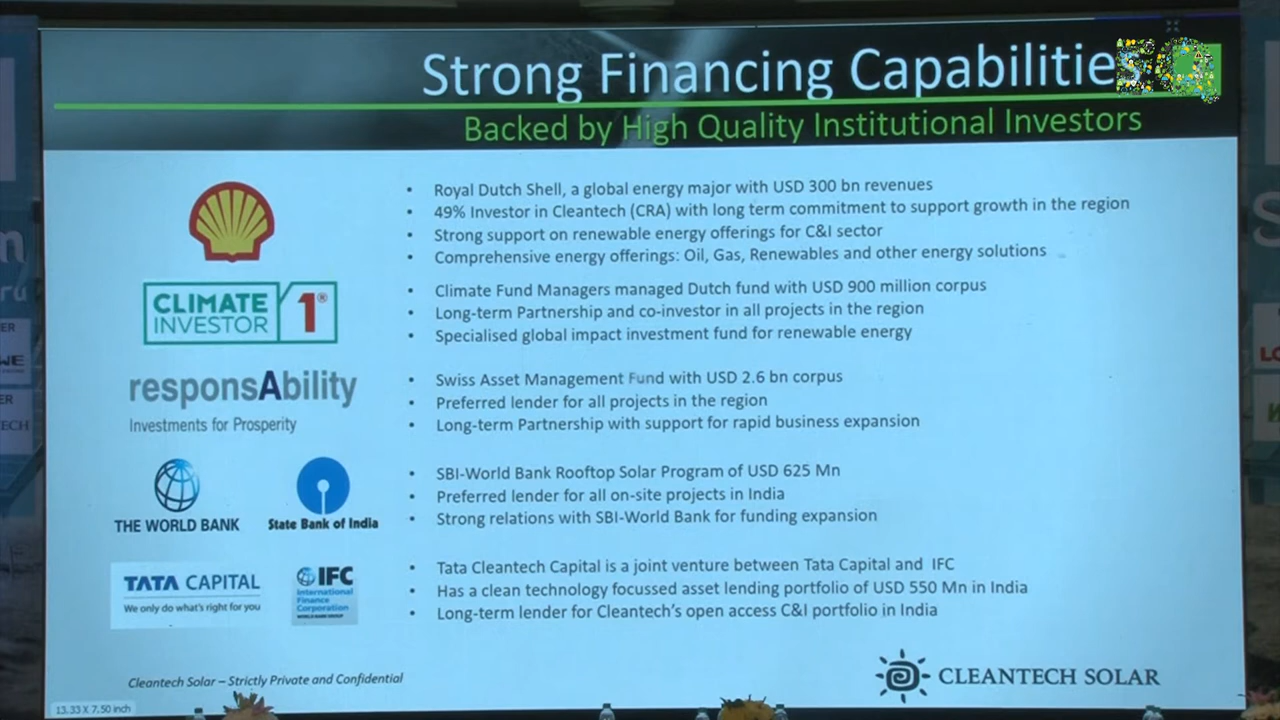 Strong Financing Capabilities
EQ
Backed by High Quality Institutional Investors
• Royal Dutch Shell, a global energy major with USD 300 bn revenues
• 49% Investor in Cleantech (CRA) with long term commitment to support growth in the region
• Strong support on renewable energy offerings for C&I sector
• Comprehensive energy offerings: Oil, Gas, Renewables and other energy solutions
CLIMATE
INVESTOR
1®
• Climate Fund Managers managed Dutch fund with USD 900 million corpus
• Long-term Partnership and co-investor in all projects in the region
• Specialised global impact investment fund for renewable energy
responsAbility
Investments for Prosperity
• Swiss Asset Management Fund with USD 2.6 bn corpus
• Preferred lender for all projects in the region
• Long-term Partnership with support for rapid business expansion
THE WORLD BANK
State Bank of India
• SBI-World Bank Rooftop Solar Program of USD 625 Mn
• Preferred lender for all on-site projects in India
• Strong relations with SBI-World Bank for funding expansion
TATA CAPITAL
We only do what's right for you
IFC
International
Finance
Corporation
WORLD BANK GROUP
• Tata Cleantech Capital is a joint venture between Tata Capital and IFC
• Has a clean technology focussed asset lending portfolio of USD 550 Mn in India
• Long-term lender for Cleantech's open access C&I portfolio in India
Cleantech Solar – Strictly Private and Confidential
CLEANTECH SOLAR
13.33 X 7.50 inch